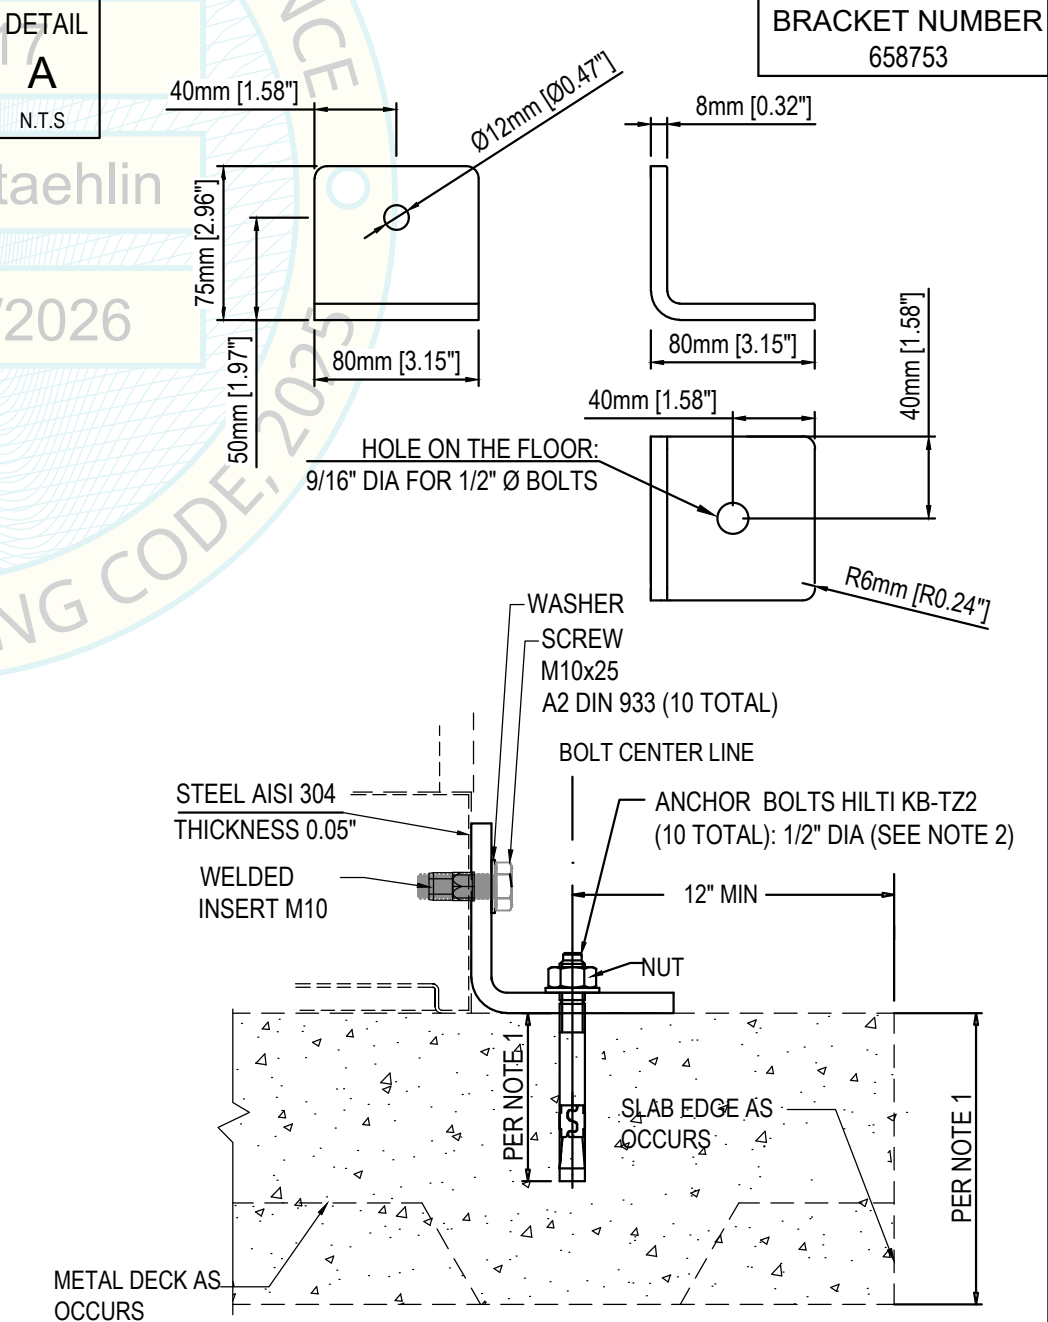 DETAIL
A
N.T.S
BRACKET NUMBER
658753
17
taehlin
/2026
NCE
NG CODE, 2025
40mm [1.58"]
Ø12mm [Ø0.47"]
75mm [2.96"]
50mm [1.97"]
80mm [3.15"]
8mm [0.32"]
80mm [3.15"]
40mm [1.58"]
40mm [1.58"]
HOLE ON THE FLOOR:
9/16" DIA FOR 1/2" Ø BOLTS
R6mm [R0.24"]
WASHER
SCREW
M10x25
A2 DIN 933 (10 TOTAL)
BOLT CENTER LINE
STEEL AISI 304
THICKNESS 0.05"
ANCHOR BOLTS HILTI KB-TZ2
(10 TOTAL): 1/2" DIA (SEE NOTE 2)
WELDED
INSERT M10
12" MIN
NUT
PER NOTE 1
SLAB EDGE AS
OCCURS
PER NOTE 1
METAL DECK AS
OCCURS